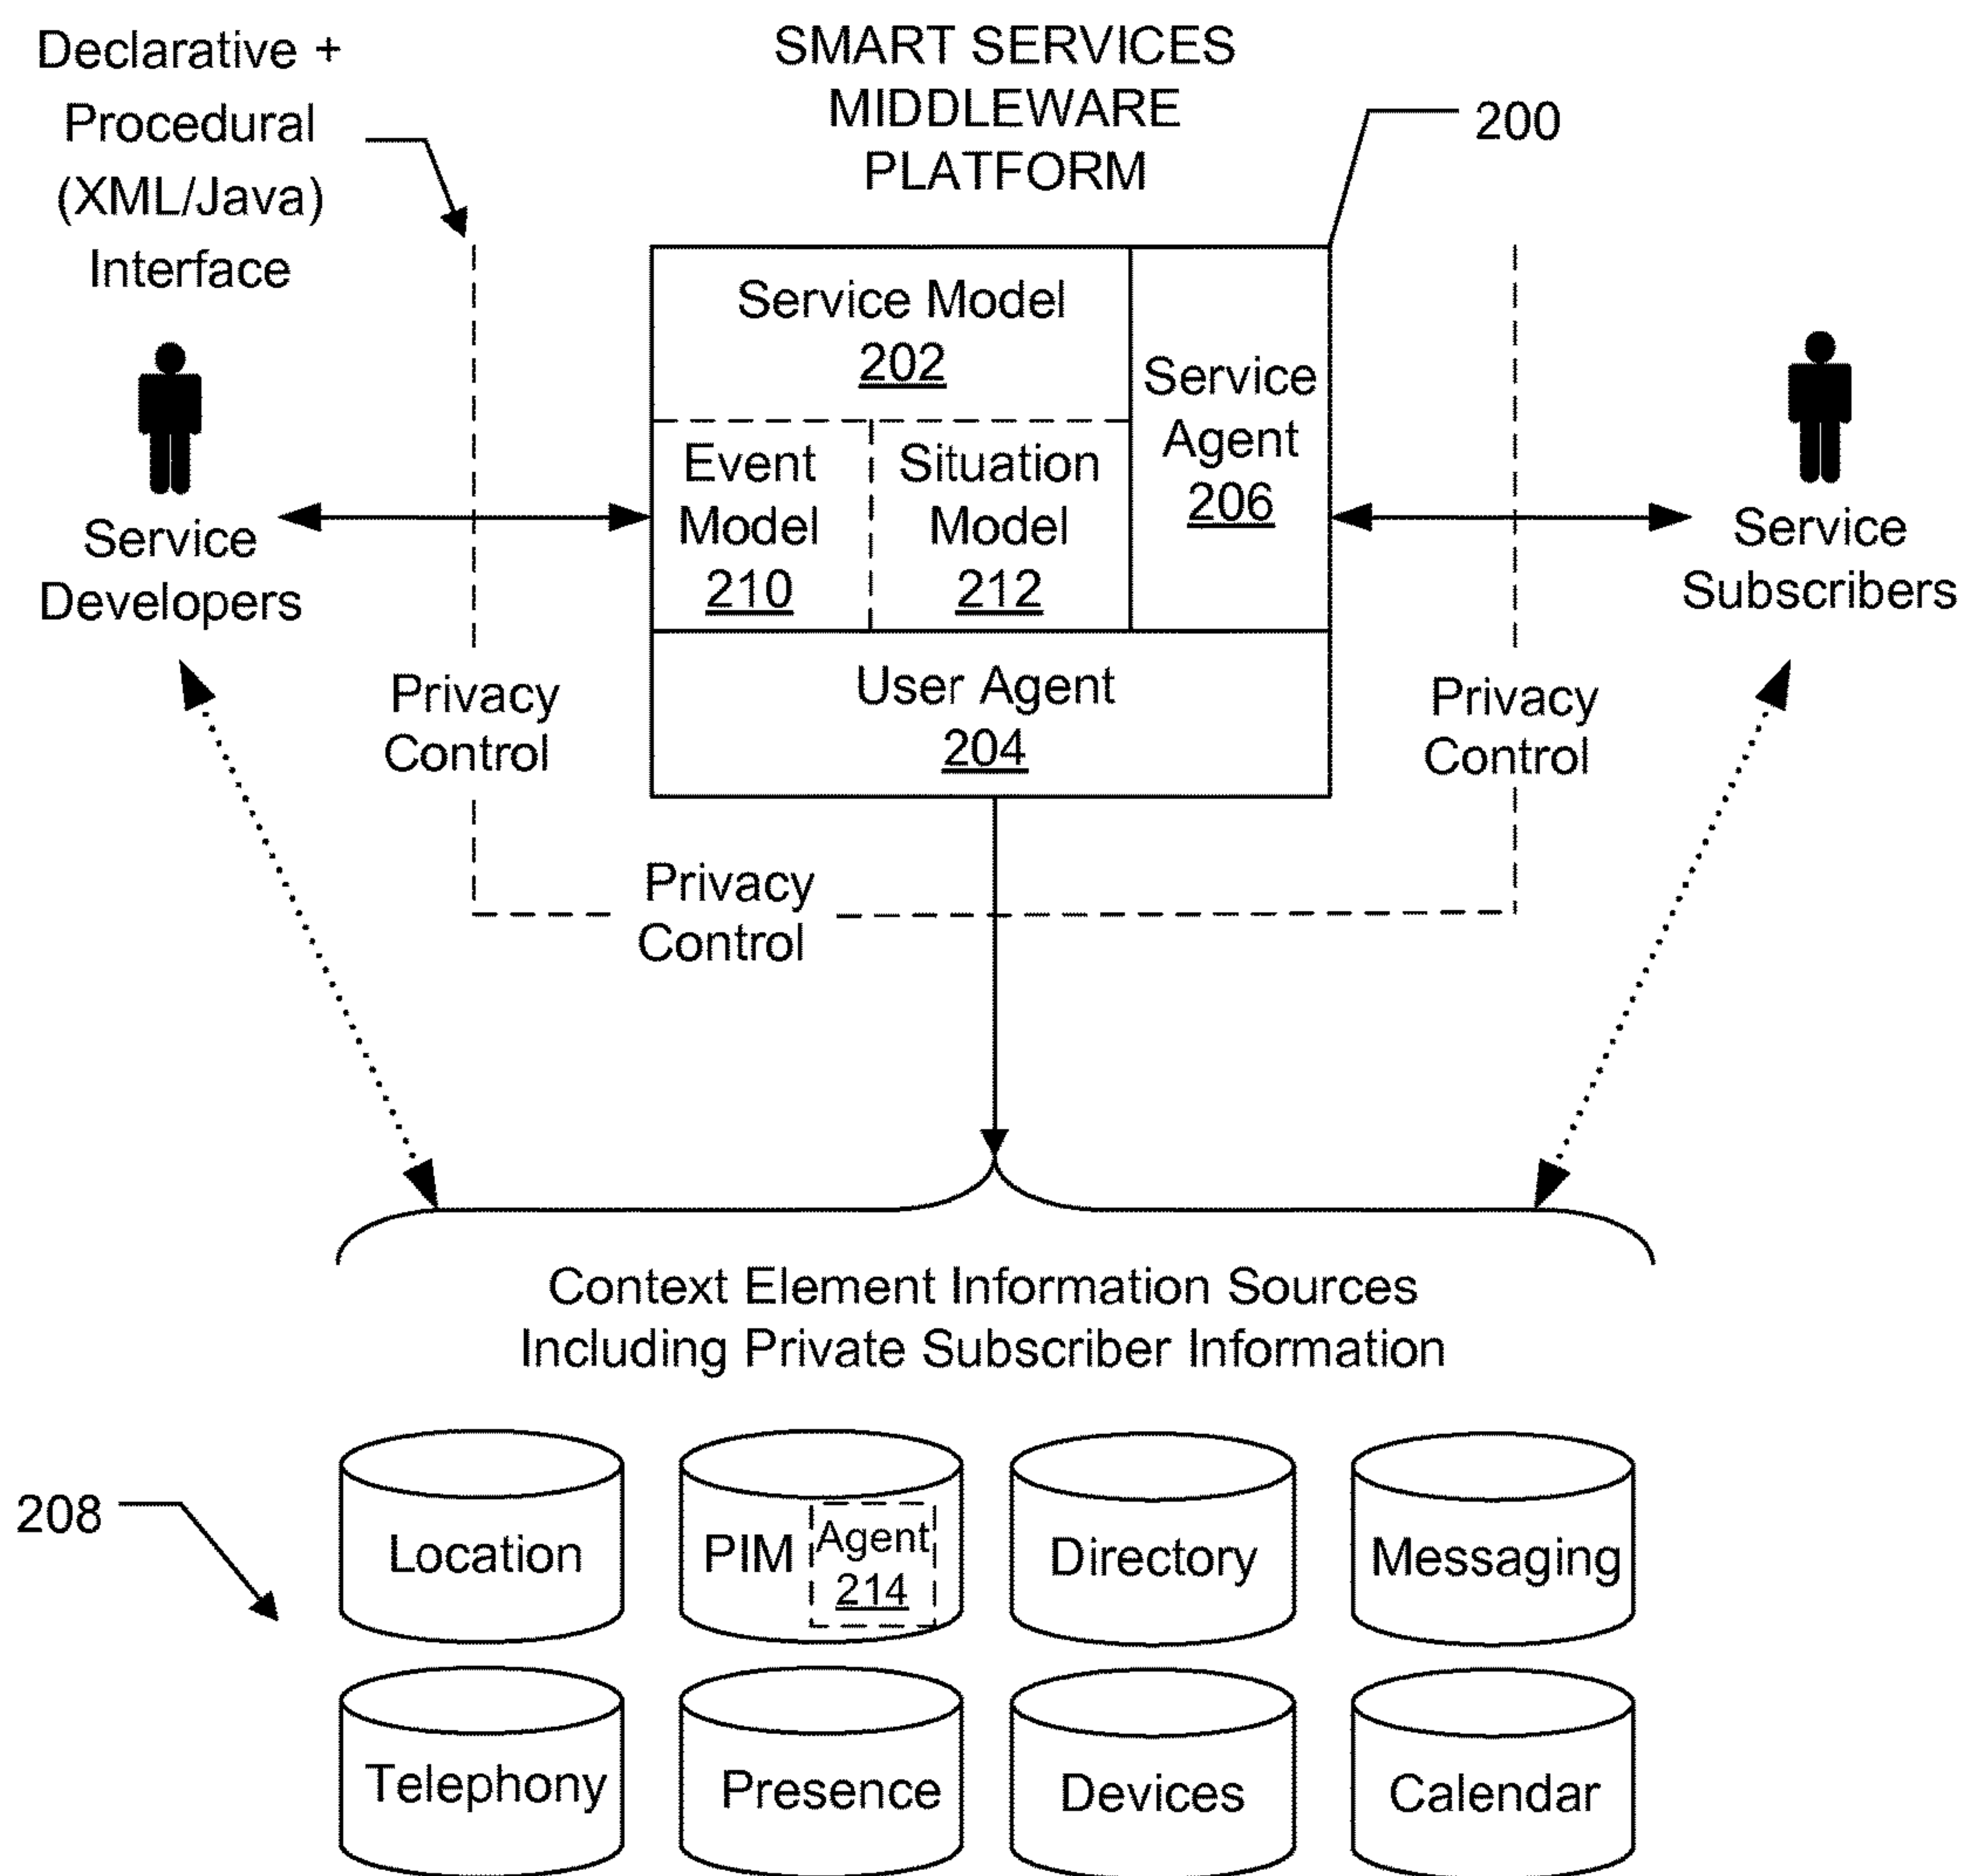 Declarative +
Procedural
(XML/Java)
Interface
SMART SERVICES
MIDDLEWARE
PLATFORM
200
Service Model
202
Service
Agent
206
Event
Model
210
Situation
Model
212
User Agent
204
Service
Developers
Service
Subscribers
Privacy
Control
Privacy
Control
Privacy
Control
Context Element Information Sources
Including Private Subscriber Information
208
Location
PIM
Agent
214
Directory
Messaging
Telephony
Presence
Devices
Calendar